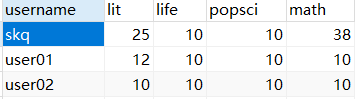 username lit life popsci math
skq 25 10 10 38
user01 12 10 10 10
user02 10 10 10 10